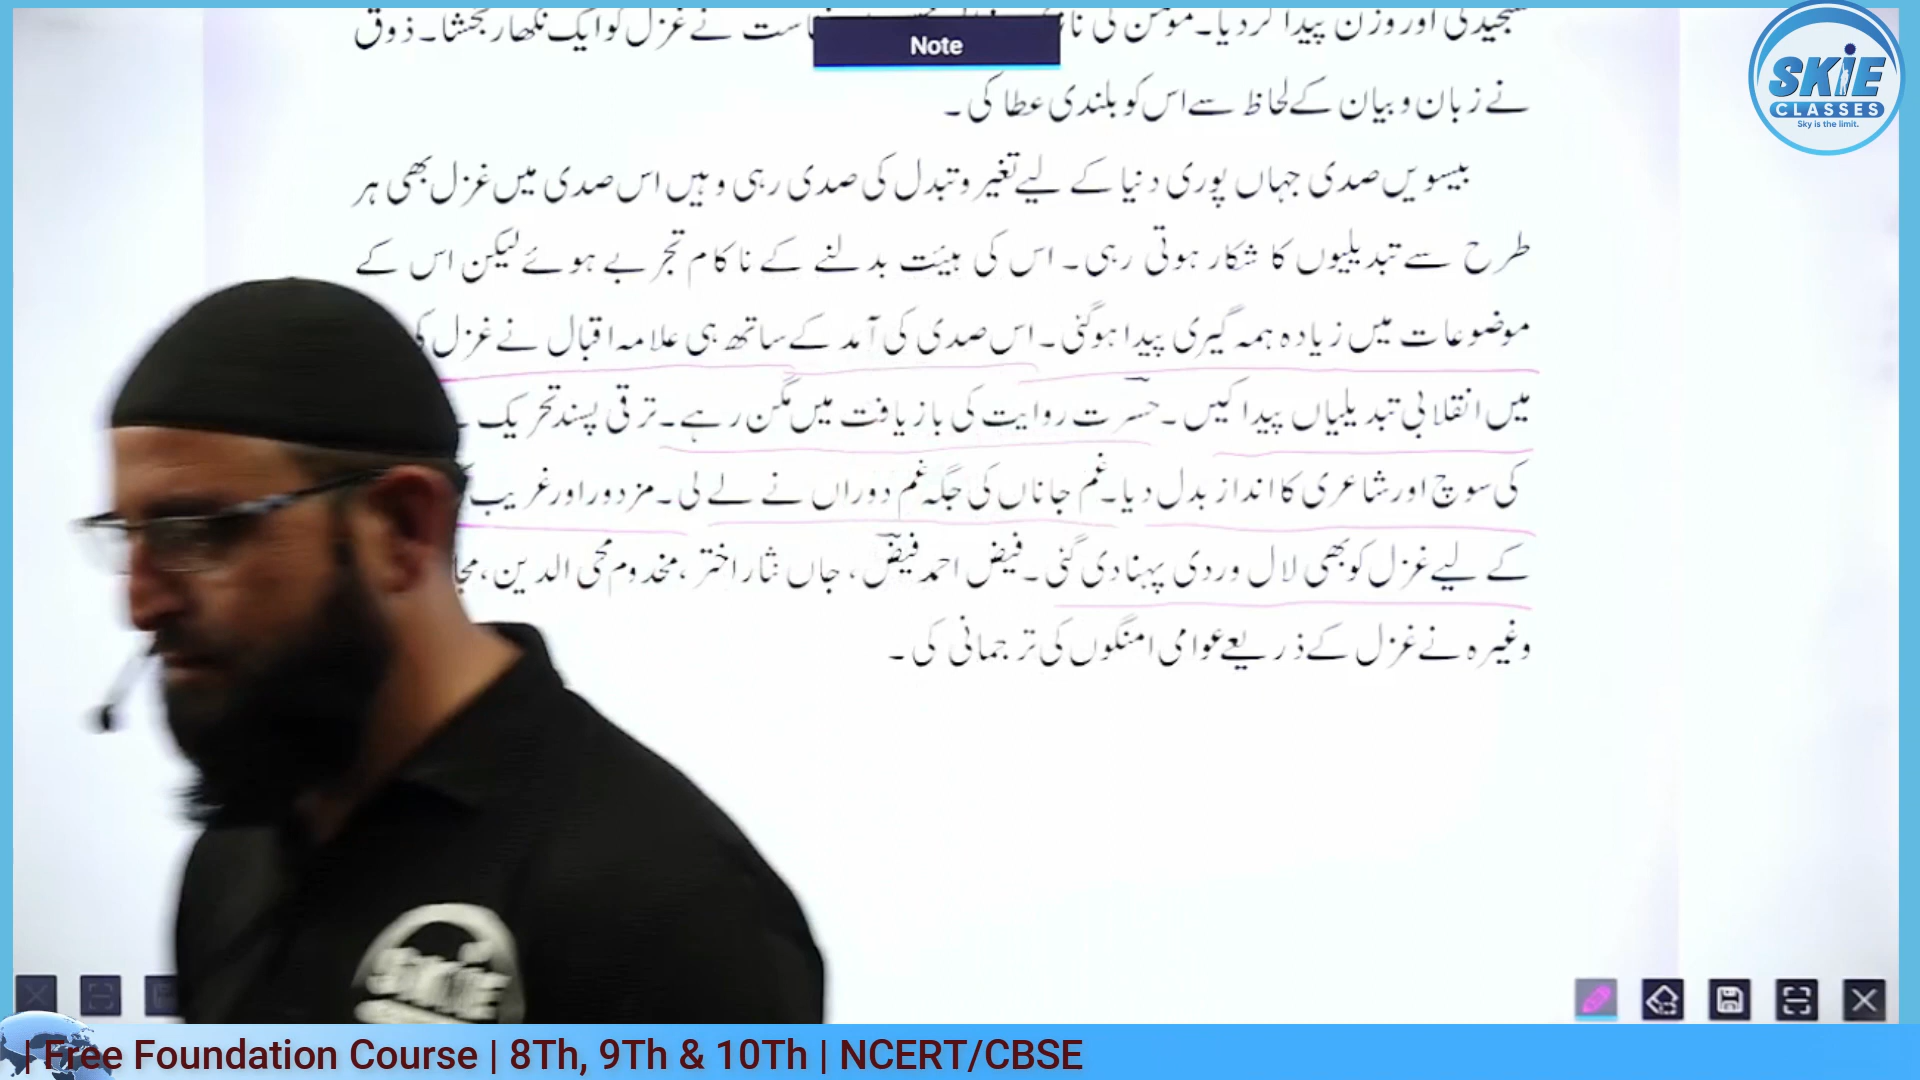 سنجیدگی اور وزن پیدا کر دیا۔ مومن کی نے غزل کو ایک نکھار بخشا۔ ذوق
Note
نے زبان و بیان کے لحاظ سے اس کو بلندی عطا کی۔
بیسویں صدی جہاں پوری دنیا کے لیے تغیر و تبدل کی صدی رہی وہیں اس صدی میں غزل بھی ہر
طرح سے تبدیلیوں کا شکار ہوتی رہی۔ اس کی ہیئت بدلنے کے ناکام تجربے ہوئے لیکن اس کے
موضوعات میں زیادہ ہمہ گیری پیدا ہوگئی۔ اس صدی کی آمد کے ساتھ ہی علامہ اقبال نے غزل
میں انقلابی تبدیلیاں پیدا کیں۔ حسرت روایت کی بازیافت میں مگن رہے۔ ترقی پسند تحریک
کی سوچ اور شاعری کا انداز بدل دیا۔ غم جاناں کی جگہ غم دوراں نے لے لی۔ مزدور اور غریب
کے لیے غزل کو بھی لال وردی پہنا دی گئی۔ فیض احمد فیض، جاں نثار اختر، مخدوم محی الدین،
وغیرہ نے غزل کے ذریعے عوامی امنگوں کی ترجمانی کی۔
SKiE
CLASSES
Sky is the limit.
SKiE
| Free Foundation Course | 8Th, 9Th & 10Th | NCERT/CBSE